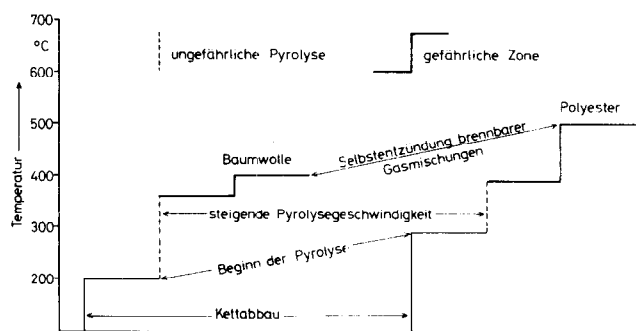 700
°C
ungefährliche Pyrolyse
gefährliche Zone
600
Polyester
500
Baumwolle
Selbstentzündung brennbarer
Gasmischungen
400
Temperatur
steigende Pyrolysegeschwindigkeit
300
Beginn der Pyrolyse
200
Kettabbau